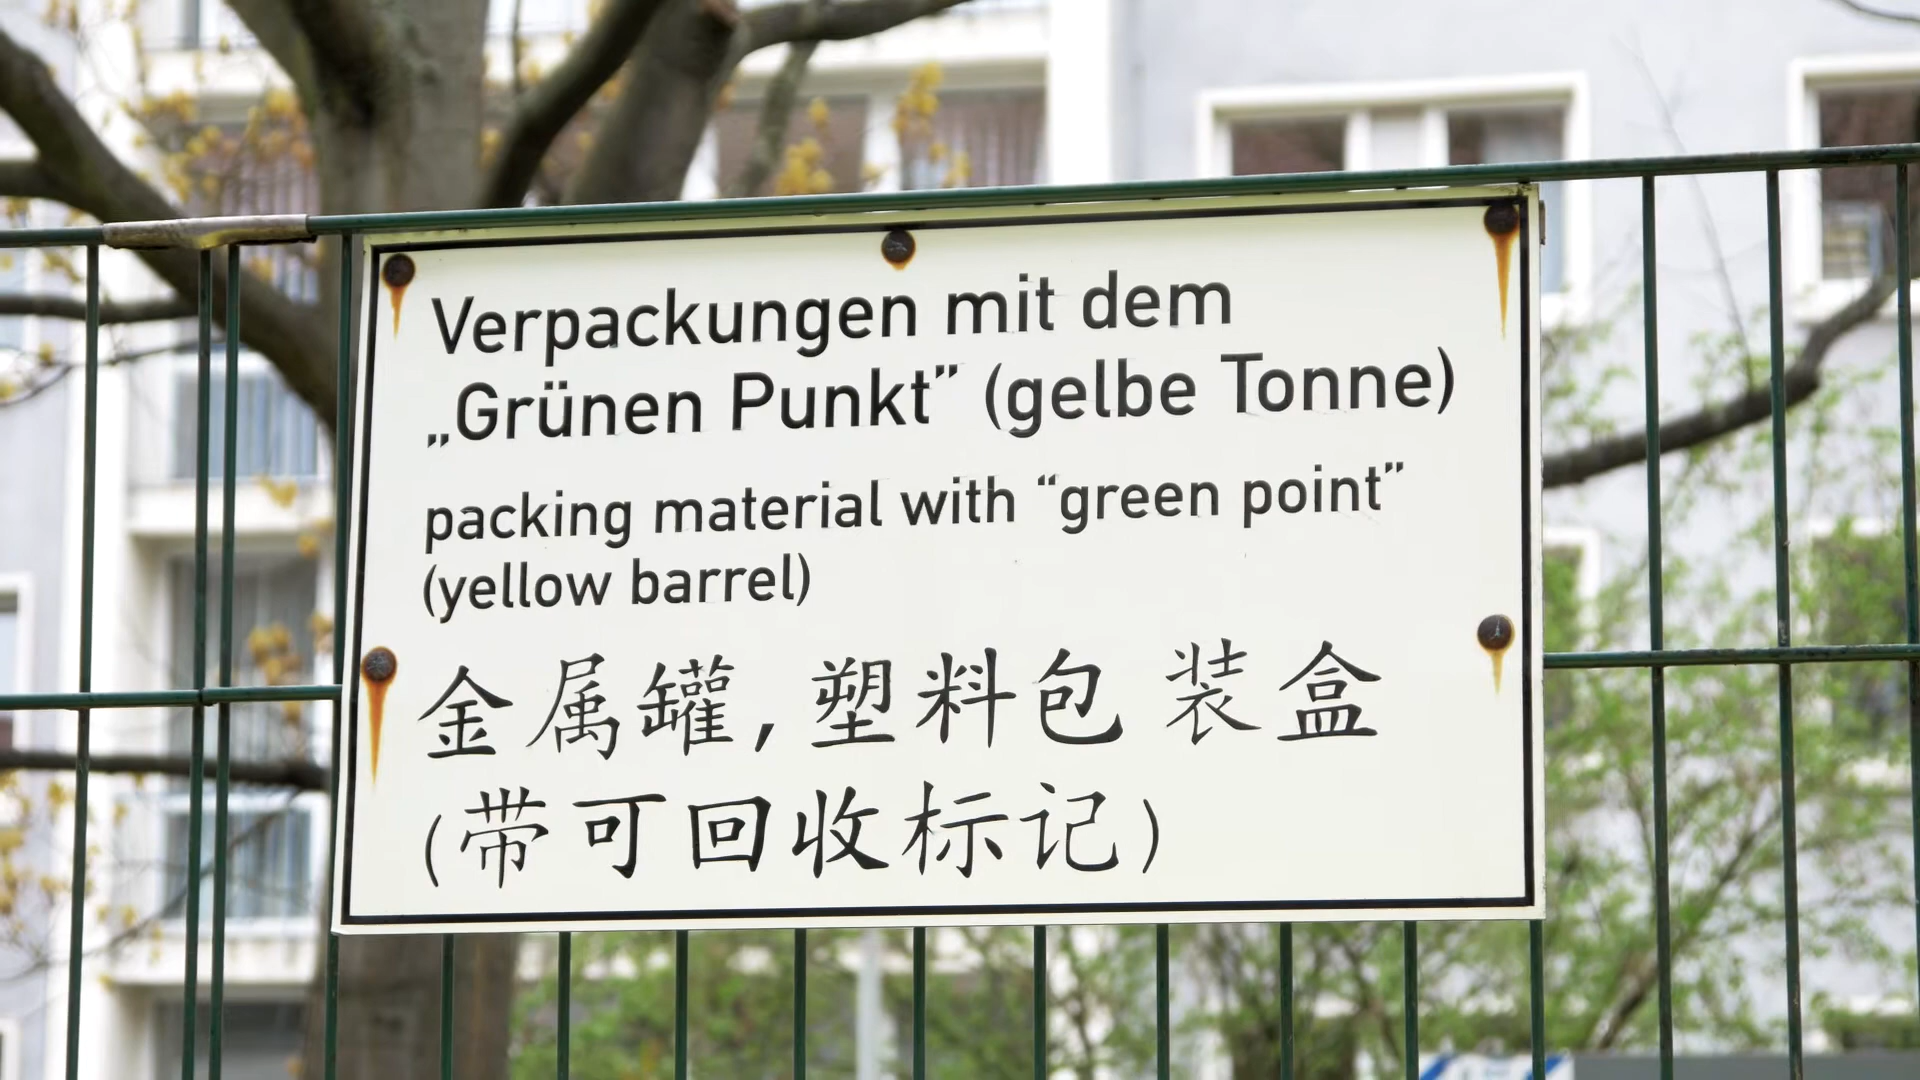 Verpackungen mit dem
„Grünen Punkt” (gelbe Tonne)
packing material with “green point”
(yellow barrel)
金属罐,塑料包 装盒
(带可回收标记)